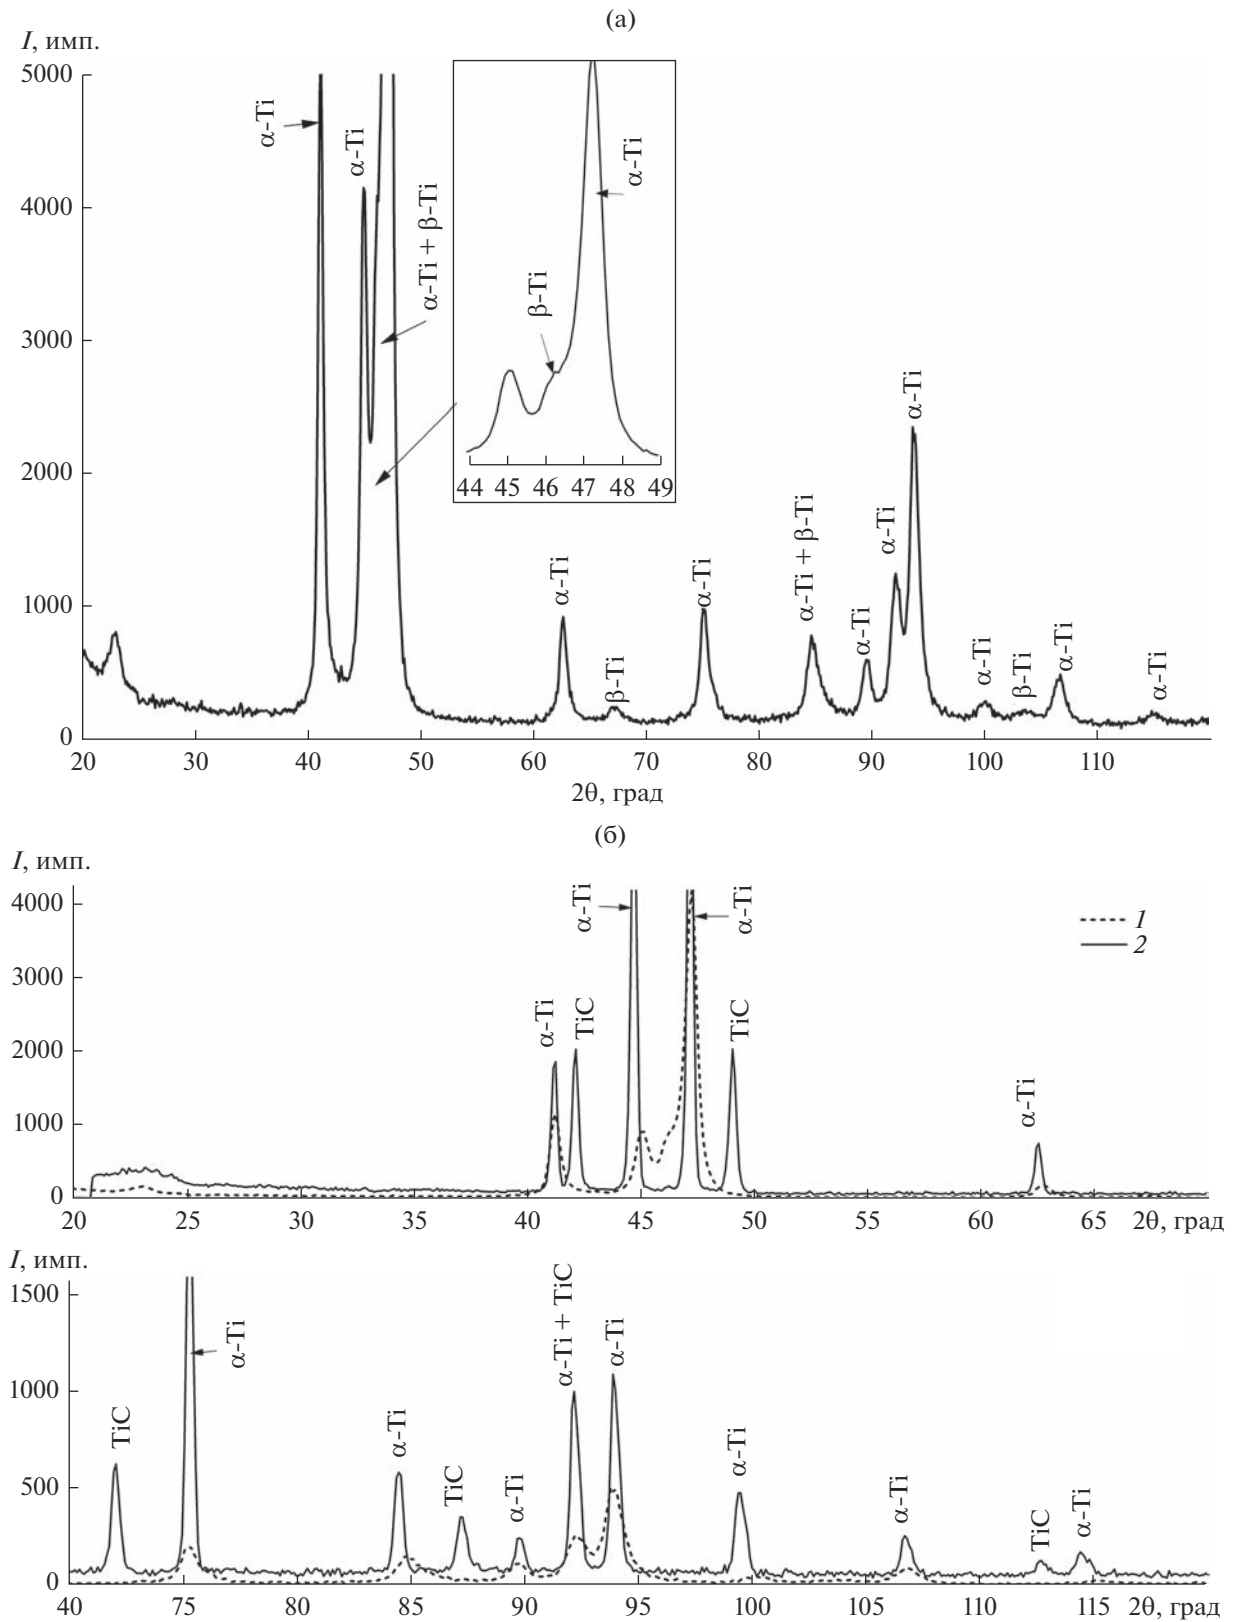 (а)
I, имп.
5000
4000
3000
2000
1000
0
α-Ti
α-Ti
α-Ti + β-Ti
β-Ti
α-Ti
44 45 46 47 48 49
α-Ti
β-Ti
α-Ti
α-Ti + β-Ti
α-Ti
α-Ti
α-Ti
α-Ti
β-Ti
α-Ti
α-Ti
20 30 40 50 60 70 80 90 100 110
2θ, град
(б)
I, имп.
4000
3000
2000
1000
0
α-Ti
TiC
α-Ti
α-Ti
TiC
α-Ti
1
2
20 25 30 35 40 45 50 55 60 65 2θ, град
I, имп.
1500
1000
500
0
TiC
α-Ti
α-Ti
TiC
α-Ti
α-Ti + TiC
α-Ti
α-Ti
α-Ti
TiC
α-Ti
40 75 80 85 90 95 100 105 110 115 2θ, град